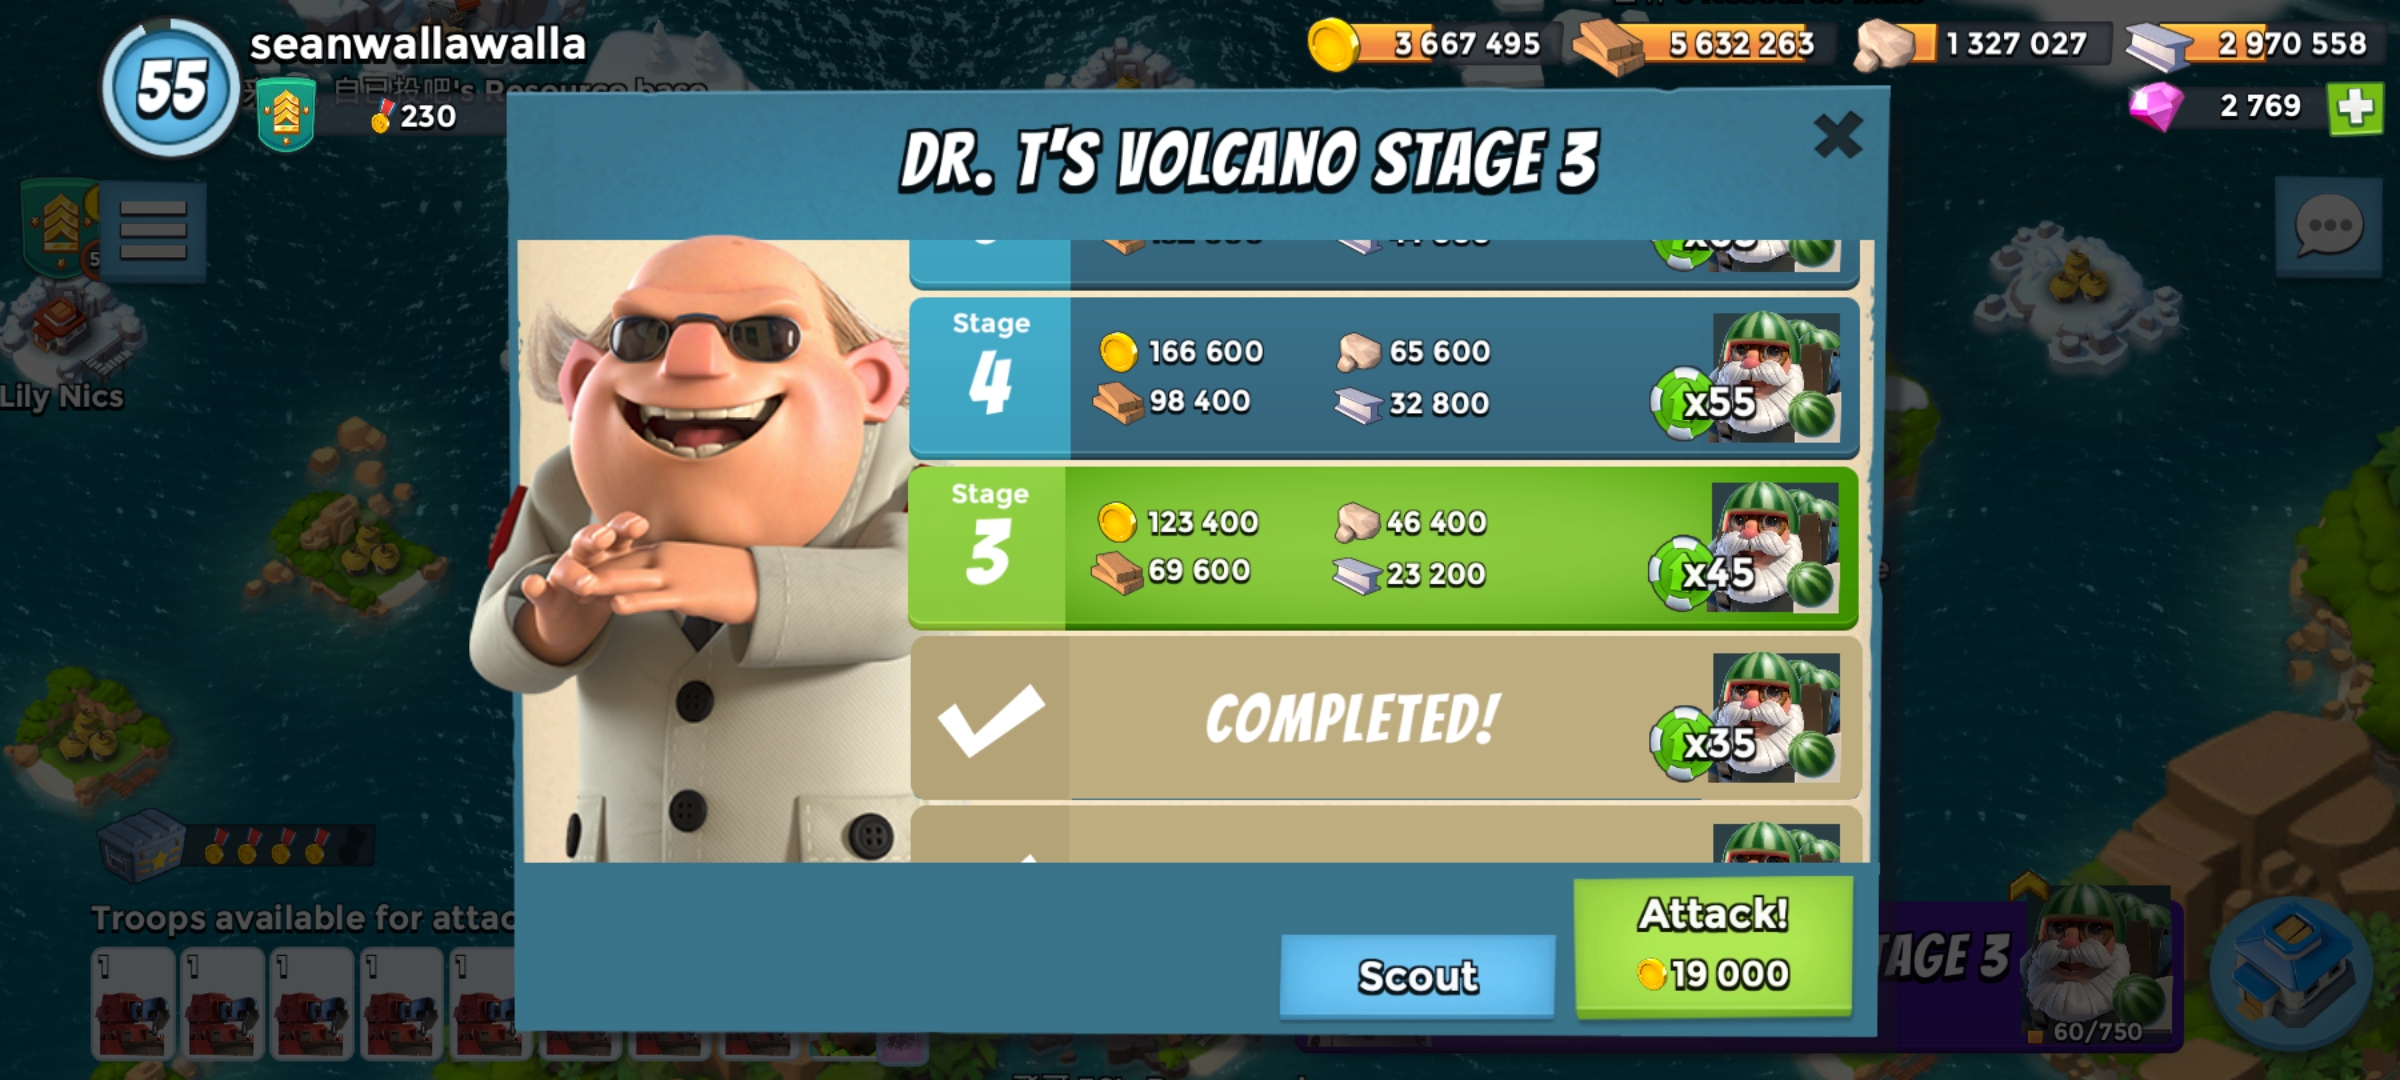 55
seanwallawalla
230
3 667 495
5 632 263
1 327 027
2 970 558
2 769
DR. T'S VOLCANO STAGE 3
Lily Nics
Stage
4
166 600
65 600
98 400
32 800
x55
Stage
3
123 400
46 400
69 600
23 200
x45
COMPLETED!
x35
Troops available for attac
1 1 1 1 1
Scout
Attack!
19 000
TAGE 3
60/750